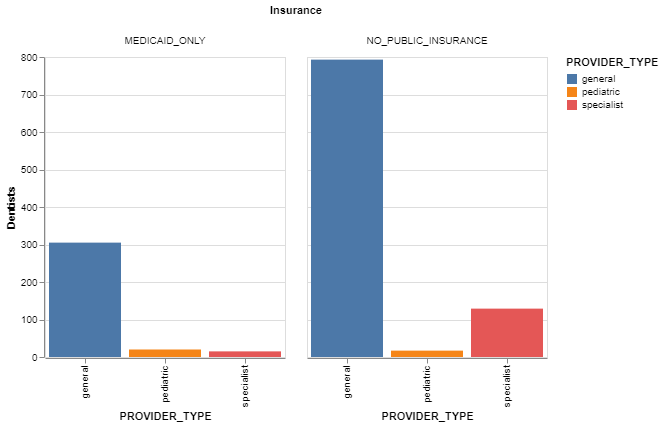 Insurance
MEDICAID_ONLY
NO_PUBLIC_INSURANCE
Dentists
800
700
600
500
400
300
200
100
0
general
pediatric
specialist
general
pediatric
specialist
PROVIDER_TYPE
PROVIDER_TYPE
PROVIDER_TYPE
general
pediatric
specialist